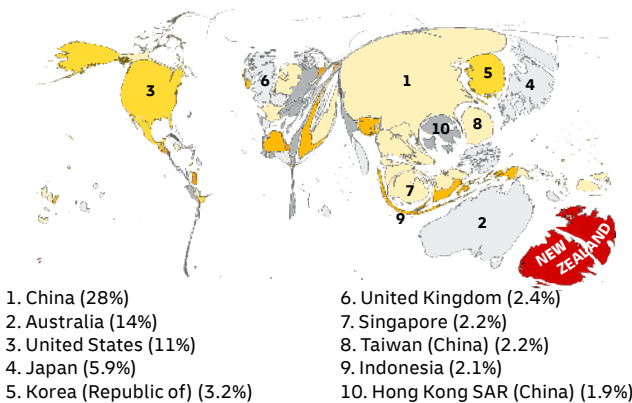 1
2
3
4
5
6
7
8
9
10
NEW
ZEALAND
1. China (28%)
2. Australia (14%)
3. United States (11%)
4. Japan (5.9%)
5. Korea (Republic of) (3.2%)
6. United Kingdom (2.4%)
7. Singapore (2.2%)
8. Taiwan (China) (2.2%)
9. Indonesia (2.1%)
10. Hong Kong SAR (China) (1.9%)